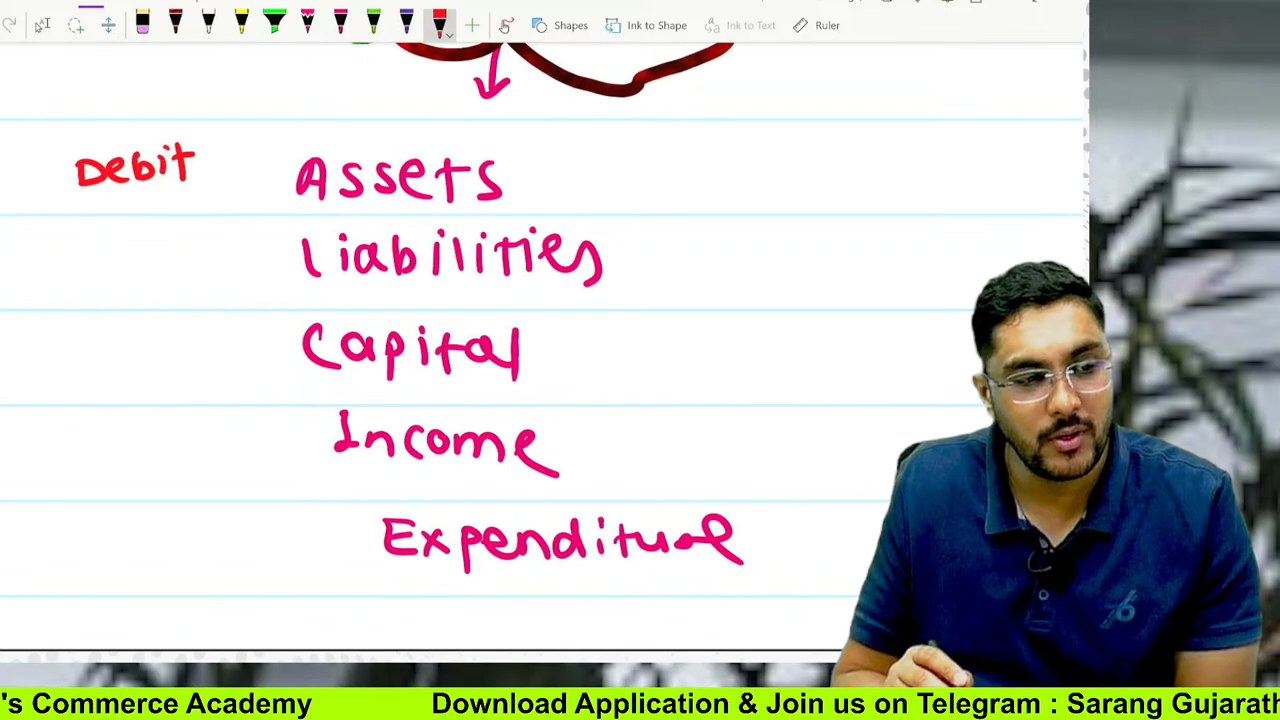 Shapes Ink to Shape Ink to Text Ruler
Debit Assets
Liabilities
Capital
Income
Expenditure
's Commerce Academy Download Application & Join us on Telegram : Sarang Gujarath